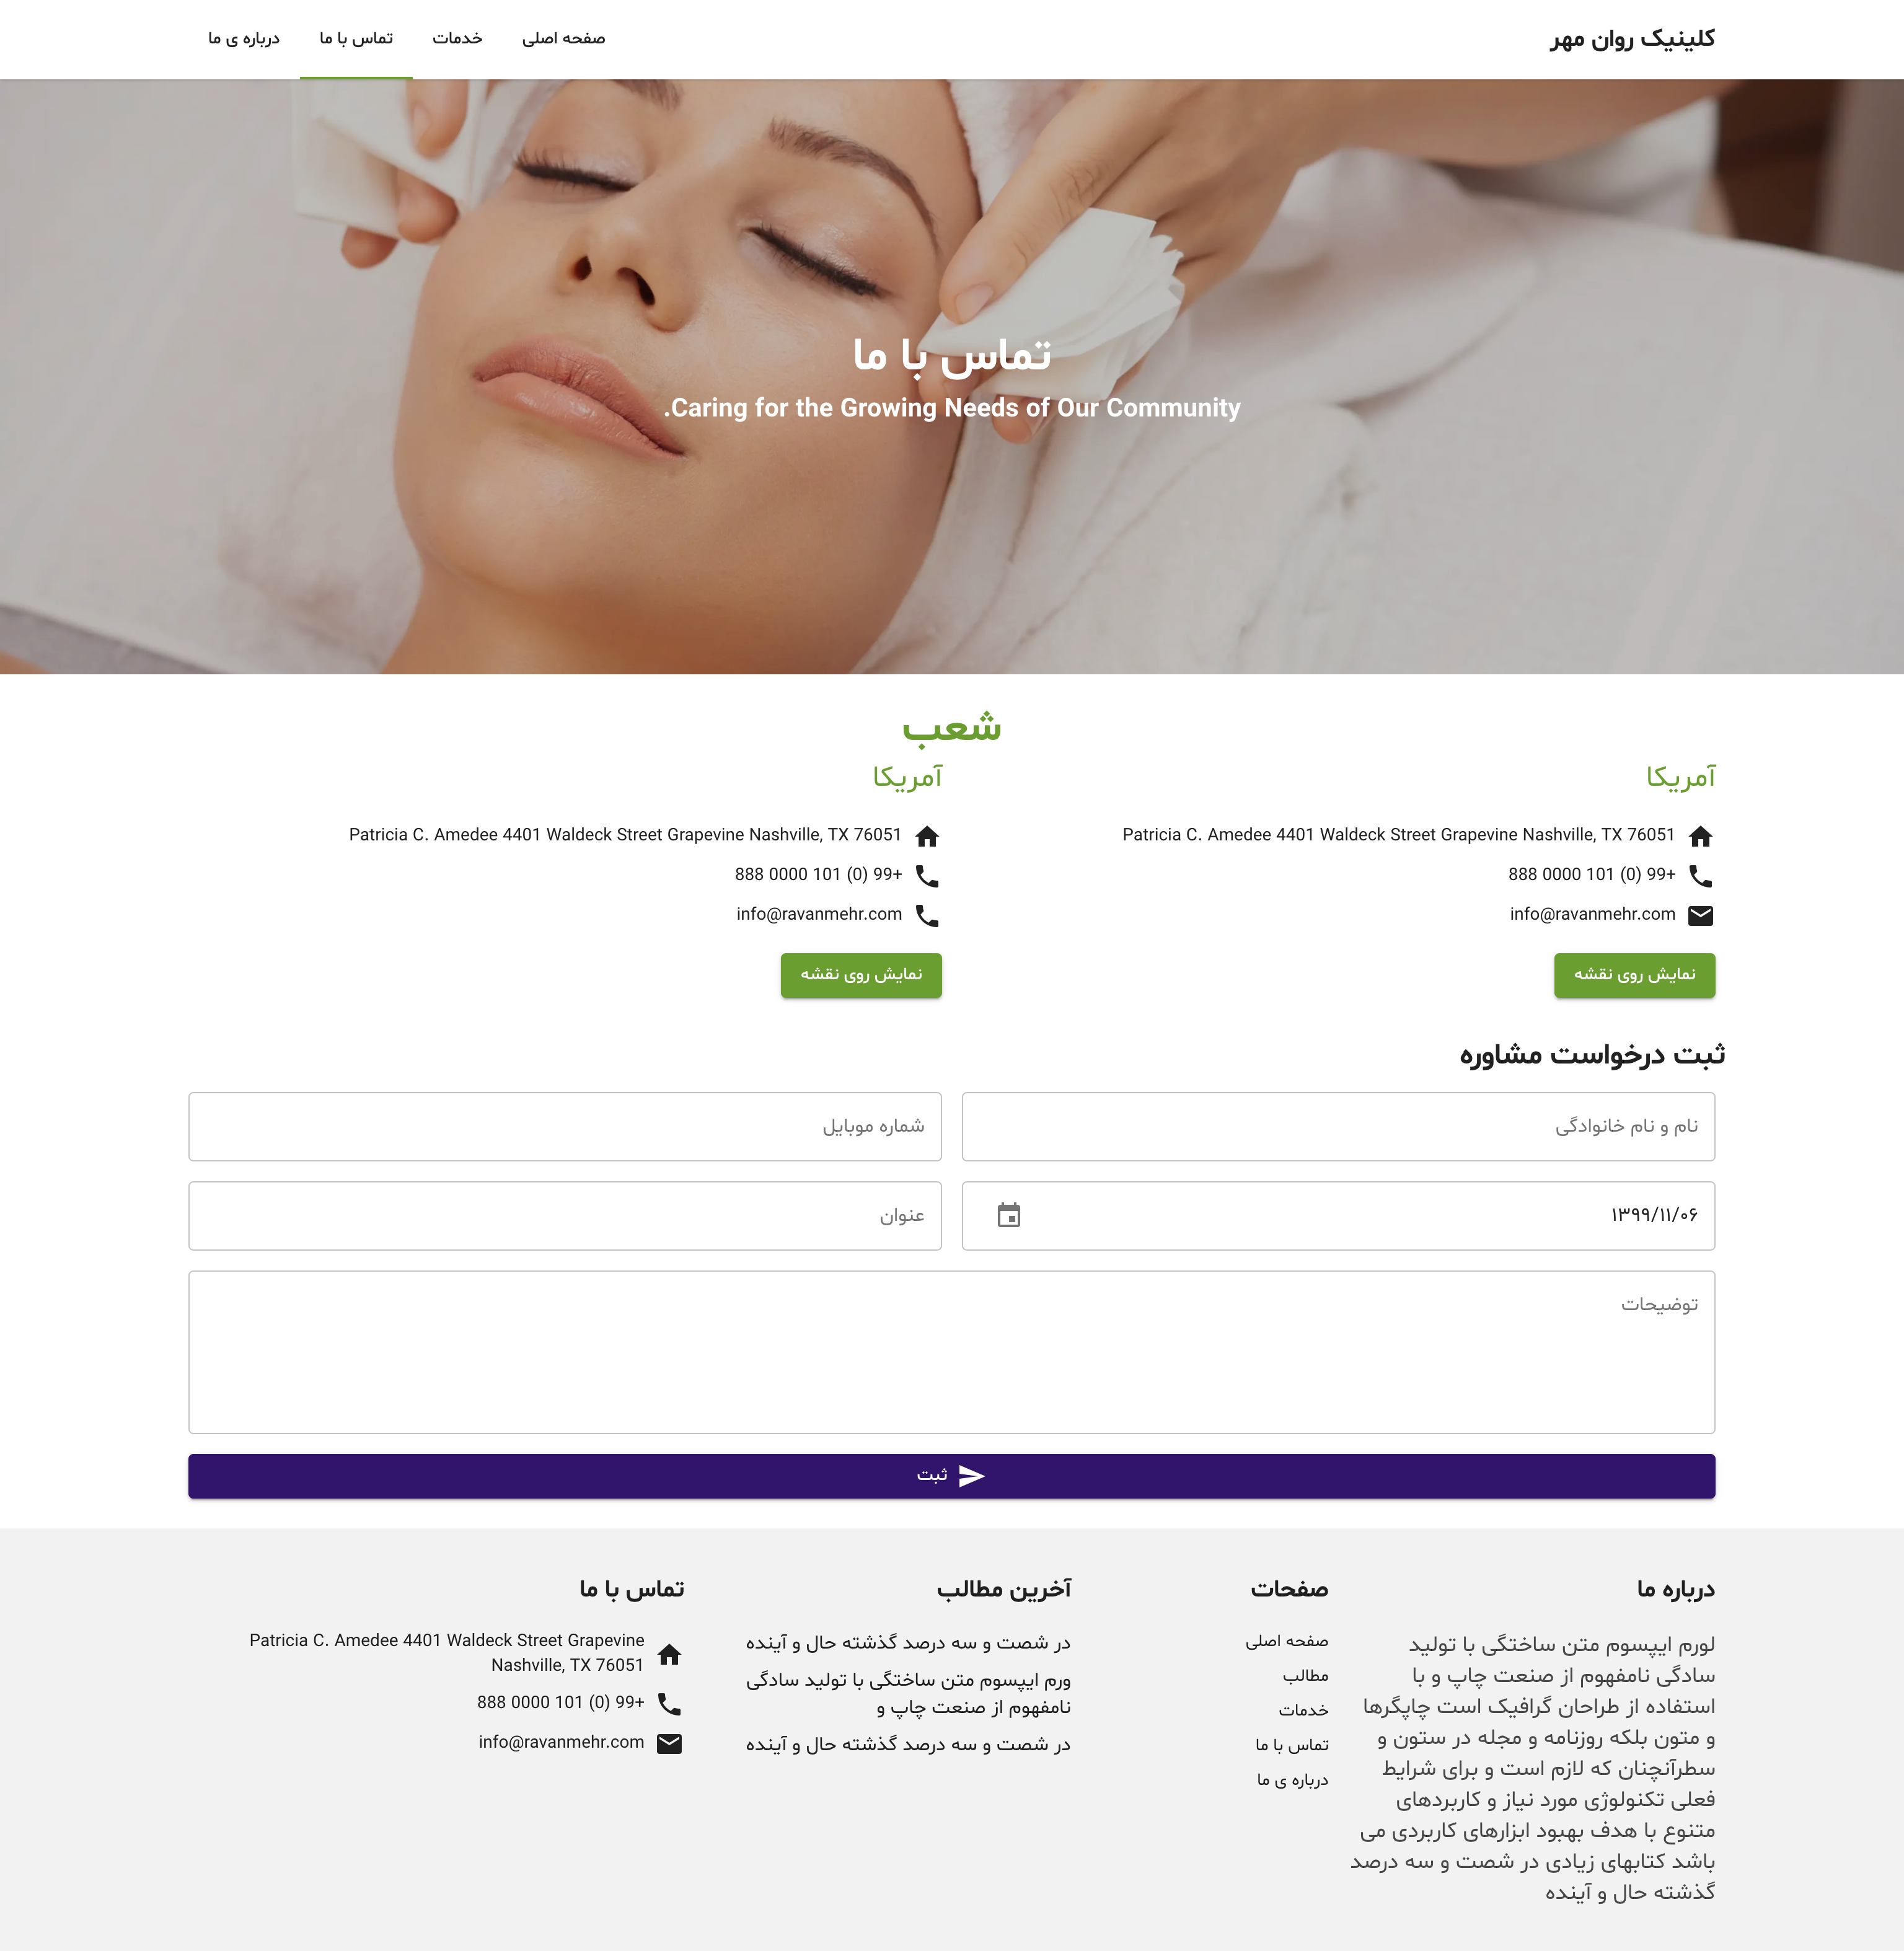 کلینیک روان مهر
صفحه اصلی
خدمات
تماس با ما
درباره ی ما
تماس با ما
Caring for the Growing Needs of Our Community.
شعب
آمریکا
Patricia C. Amedee 4401 Waldeck Street Grapevine Nashville, TX 76051
+99 (0) 101 0000 888
info@ravanmehr.com
نمایش روی نقشه
آمریکا
Patricia C. Amedee 4401 Waldeck Street Grapevine Nashville, TX 76051
+99 (0) 101 0000 888
info@ravanmehr.com
نمایش روی نقشه
ثبت درخواست مشاوره
نام و نام خانوادگی
شماره موبایل
۱۳۹۹/۱۱/۰۶
عنوان
توضیحات
ثبت
درباره ما
لورم ایپسوم متن ساختگی با تولید
سادگی نامفهوم از صنعت چاپ و با
استفاده از طراحان گرافیک است چاپگرها
و متون بلکه روزنامه و مجله در ستون و
سطرآنچنان که لازم است و برای شرایط
فعلی تکنولوژی مورد نیاز و کاربردهای
متنوع با هدف بهبود ابزارهای کاربردی می
باشد کتابهای زیادی در شصت و سه درصد
گذشته حال و آینده
صفحات
صفحه اصلی
مطالب
خدمات
تماس با ما
درباره ی ما
آخرین مطالب
در شصت و سه درصد گذشته حال و آینده
ورم ایپسوم متن ساختگی با تولید سادگی
نامفهوم از صنعت چاپ و
در شصت و سه درصد گذشته حال و آینده
تماس با ما
Patricia C. Amedee 4401 Waldeck Street Grapevine
Nashville, TX 76051
+99 (0) 101 0000 888
info@ravanmehr.com